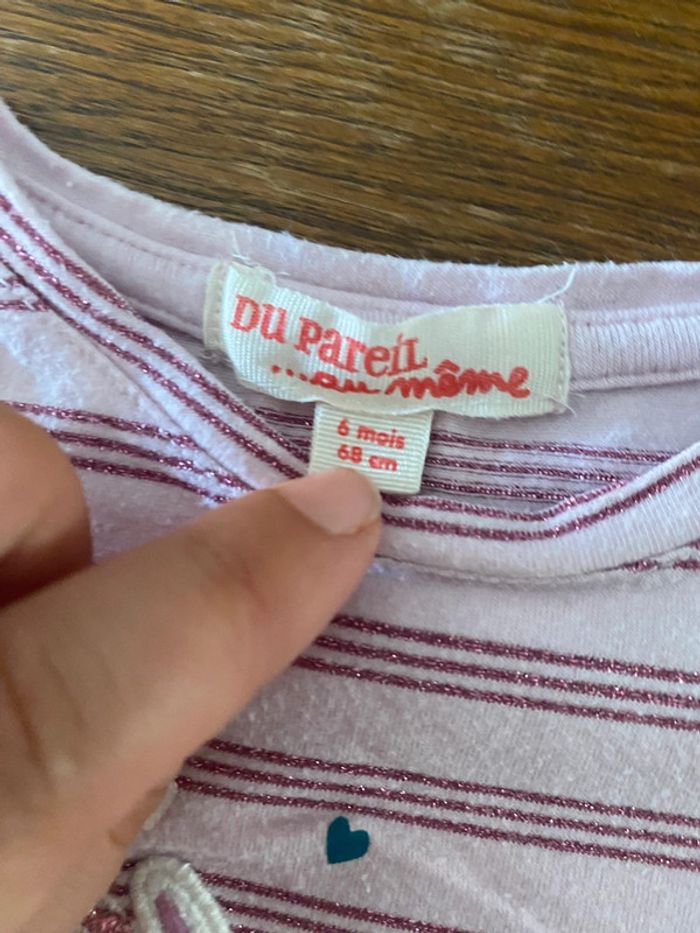 DU PAREIL
...au même
6 mois
68 cm